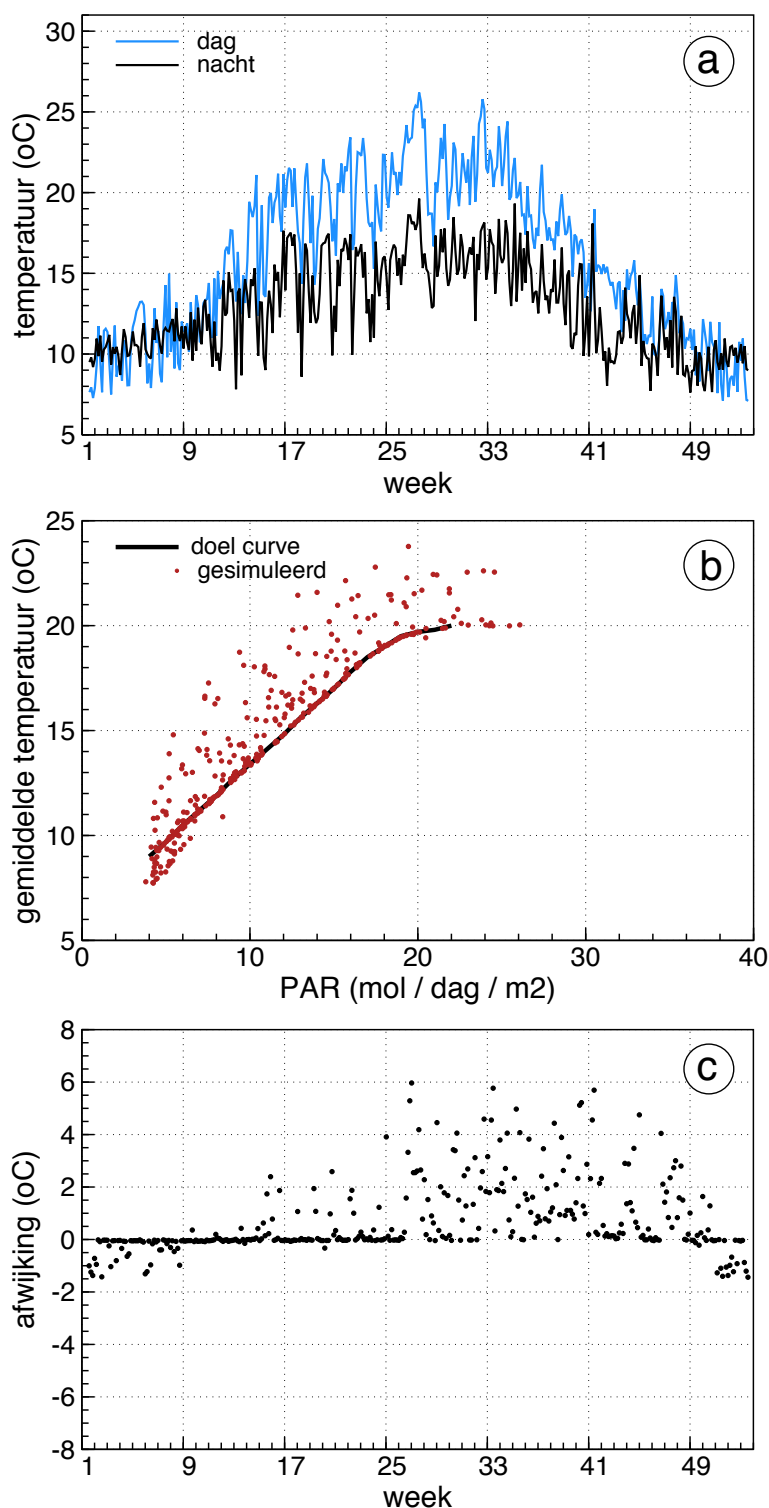 30
25
20
15
10
5
temperatuur (oC)
dag
nacht
a
1 9 17 25 33 41 49
week
25
20
15
10
5
gemiddelde temperatuur (oC)
doel curve
gesimuleerd
b
0 10 20 30 40
PAR (mol / dag / m2)
8
6
4
2
0
-2
-4
-6
-8
afwijking (oC)
c
1 9 17 25 33 41 49
week